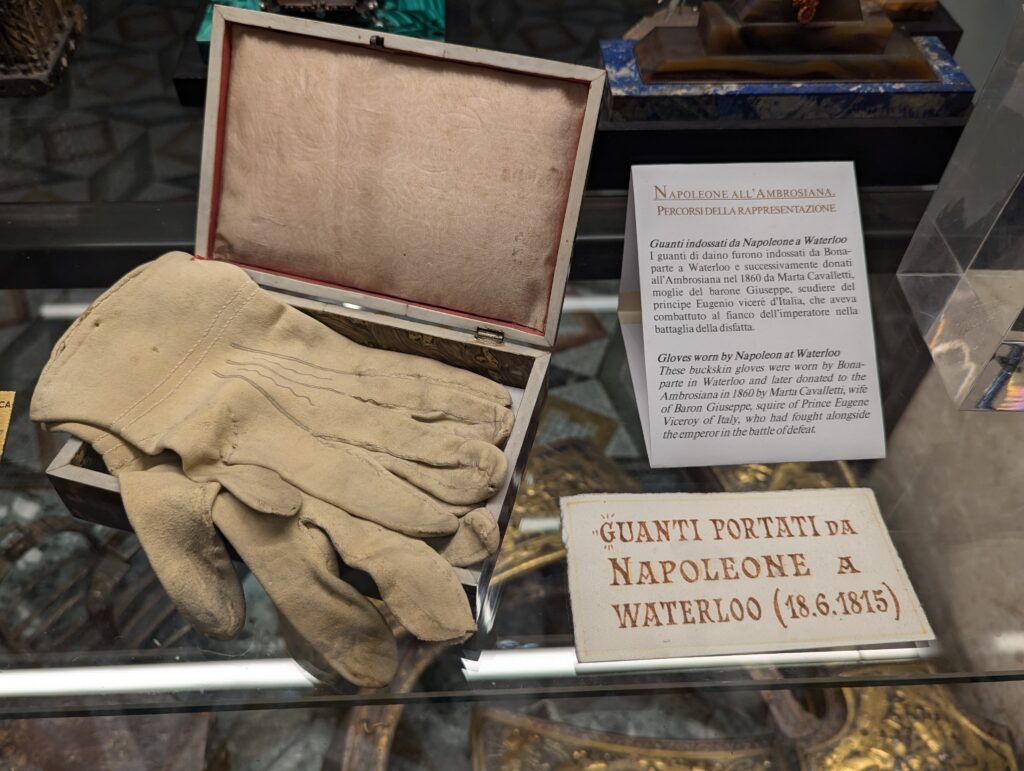 CA
NAPOLEONE ALL'AMBROSIANA.
PERCORSI DELLA RAPPRESENTAZIONE
Guanti indossati da Napoleone a Waterloo
I guanti di daino furono indossati da Bona-
parte a Waterloo e successivamente donati
all'Ambrosiana nel 1860 da Marta Cavalletti,
moglie del barone Giuseppe, scudiere del
principe Eugenio vicerè d'Italia, che aveva
combattuto al fianco dell'imperatore nella
battaglia della disfatta.
Gloves worn by Napoleon at Waterloo
These buckskin gloves were worn by Bona-
parte in Waterloo and later donated to the
Ambrosiana in 1860 by Marta Cavalletti, wife
of Baron Giuseppe, squire of Prince Eugene
Viceroy of Italy, who had fought alongside
the emperor in the battle of defeat.
"GUANTI PORTATI DA
NAPOLEONE A
WATERLOO (18.6.1815)